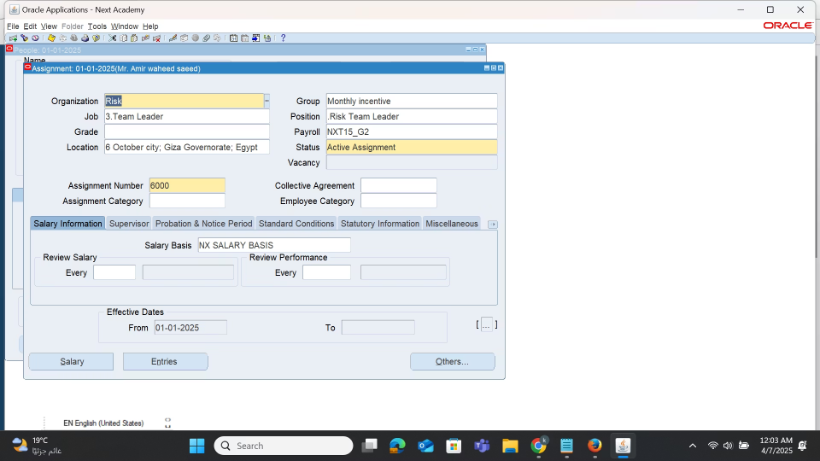 Oracle Applications - Next Academy
File Edit View Folder Tools Window Help
ORACLE
People: 01-01-2025
Name
Assignment: 01-01-2025(Mr. Amir waheed saeed)
Organization Risk Group Monthly incentive
Job 3.Team Leader Position .Risk Team Leader
Grade Payroll NXT15_G2
Location 6 October city; Giza Governorate; Egypt Status Active Assignment
Vacancy
Assignment Number 6000 Collective Agreement
Assignment Category Employee Category
Salary Information Supervisor Probation & Notice Period Standard Conditions Statutory Information Miscellaneous
Salary Basis NX SALARY BASIS
Review Salary Review Performance
Every Every
Effective Dates
From 01-01-2025 To [ ... ]
Salary Entries Others...
EN English (United States)
19°C
غائم جزئيًا
Search
12:03 AM
4/7/2025